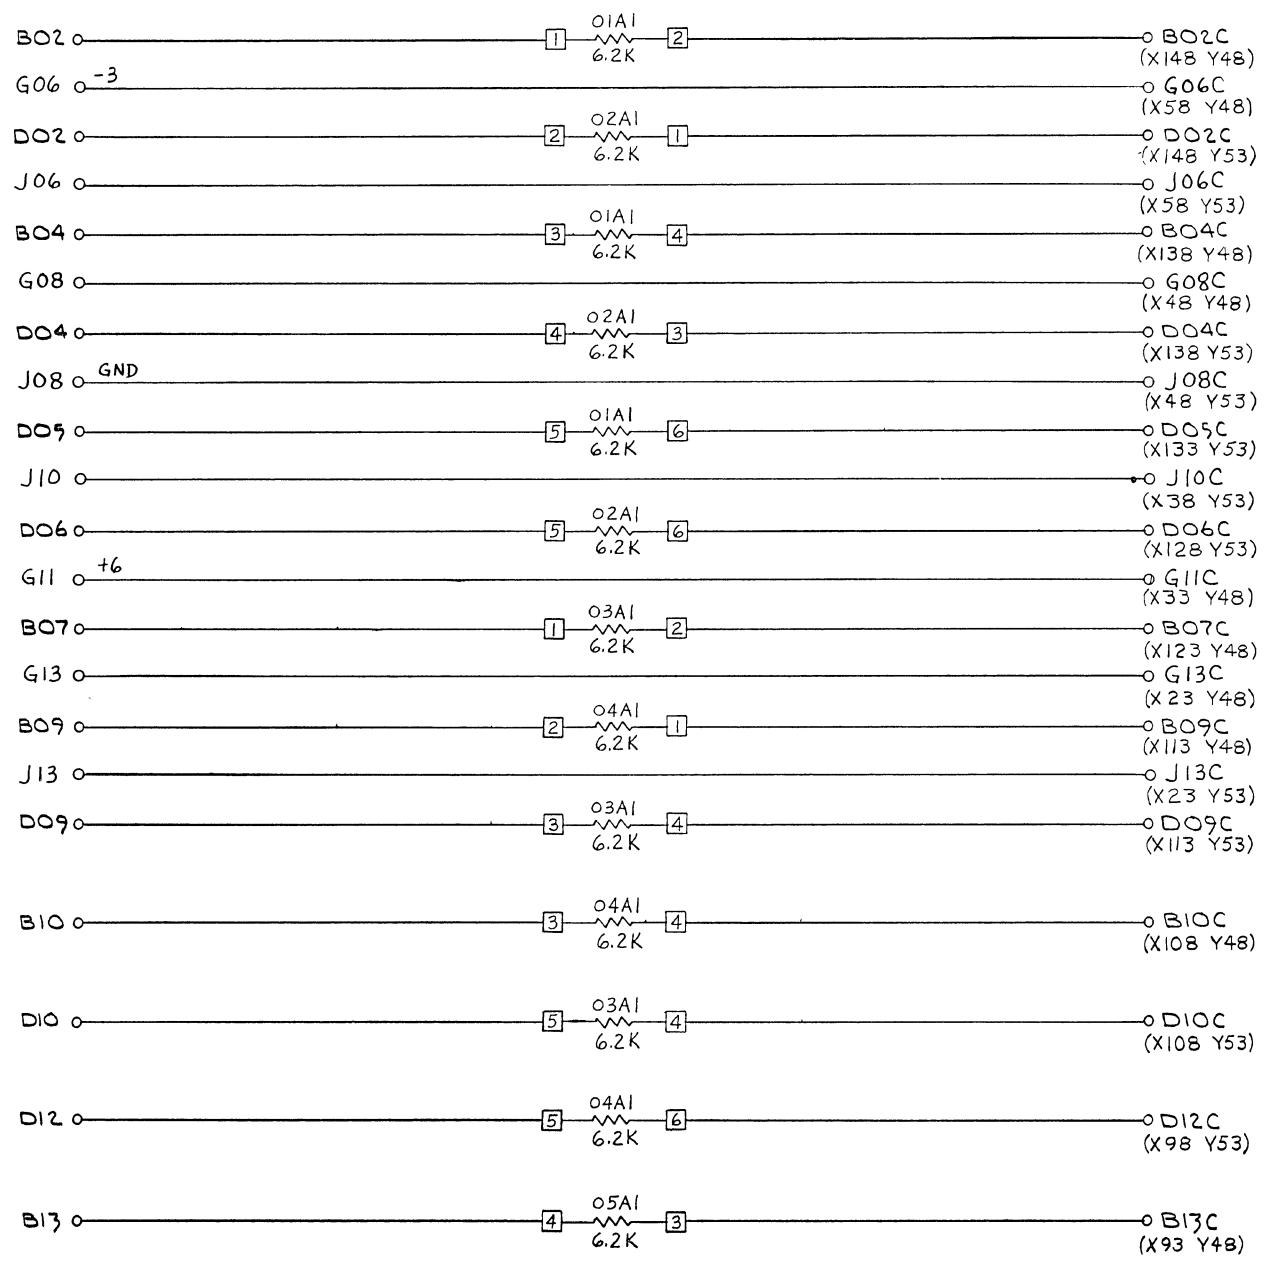 01A1
B02 1 2 B02C
6.2K (X148 Y48)
G06 -3 G06C
(X58 Y48)
02A1
D02 2 1 D02C
6.2K (X148 Y53)
J06 J06C
(X58 Y53)
01A1
B04 3 4 B04C
6.2K (X138 Y48)
G08 G08C
(X48 Y48)
02A1
D04 4 3 D04C
6.2K (X138 Y53)
J08 GND J08C
(X48 Y53)
01A1
D05 5 6 D05C
6.2K (X133 Y53)
J10 J10C
(X38 Y53)
02A1
D06 5 6 D06C
6.2K (X128 Y53)
G11 +6 G11C
(X33 Y48)
03A1
B07 1 2 B07C
6.2K (X123 Y48)
G13 G13C
(X23 Y48)
04A1
B09 2 1 B09C
6.2K (X113 Y48)
J13 J13C
(X23 Y53)
03A1
D09 3 4 D09C
6.2K (X113 Y53)
04A1
B10 3 4 B10C
6.2K (X108 Y48)
03A1
D10 5 4 D10C
6.2K (X108 Y53)
04A1
D12 5 6 D12C
6.2K (X98 Y53)
05A1
B13 4 3 B13C
6.2K (X93 Y48)